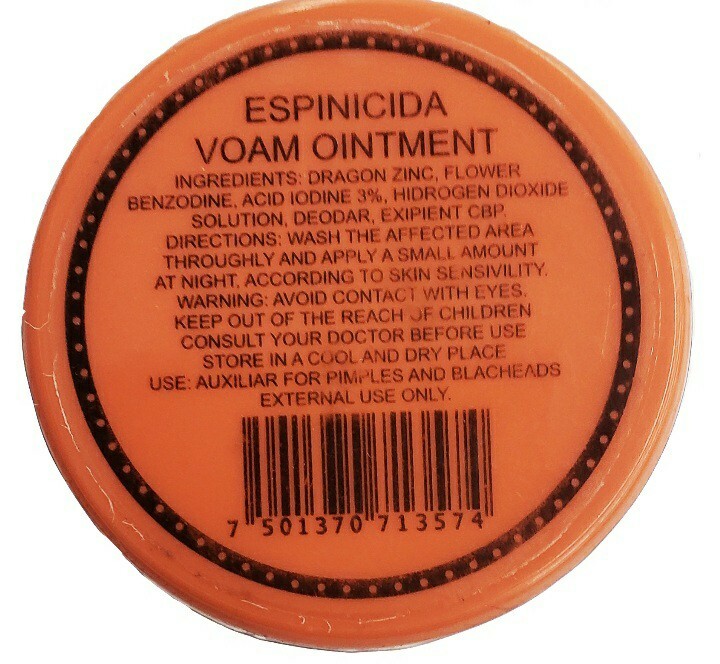 ESPINICIDA
VOAM OINTMENT
INGREDIENTS: DRAGON ZINC, FLOWER
BENZODINE, ACID IODINE 3%, HIDROGEN DIOXIDE
SOLUTION, DEODAR, EXIPIENT CBP.
DIRECTIONS: WASH THE AFFECTED AREA
THROUGHLY AND APPLY A SMALL AMOUNT
AT NIGHT, ACCORDING TO SKIN SENSIVILITY.
WARNING: AVOID CONTACT WITH EYES.
KEEP OUT OF THE REACH OF CHILDREN
CONSULT YOUR DOCTOR BEFORE USE
STORE IN A COOL AND DRY PLACE
USE: AUXILIAR FOR PIMPLES AND BLACHEADS
EXTERNAL USE ONLY.
7 501370 713574